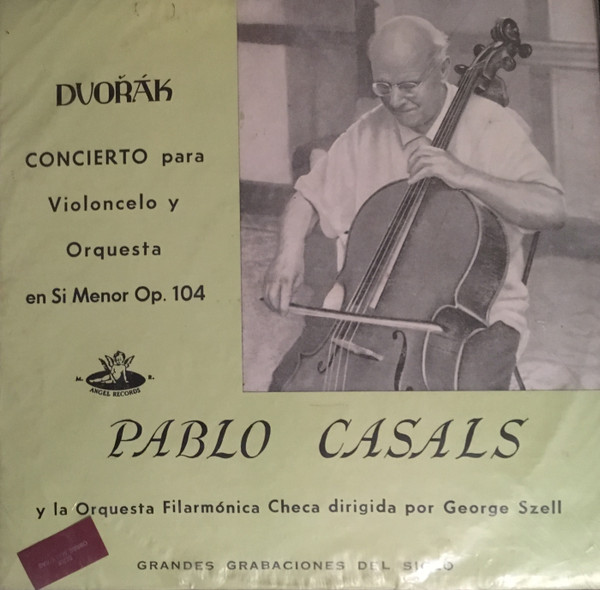 DVOŘÁK
CONCIERTO para
Violoncelo y
Orquesta
en Si Menor Op. 104
M. R.
ANGEL RECORDS
PABLO CASALS
y la Orquesta Filarmónica Checa dirigida por George Szell
GRANDES GRABACIONES DEL SIGLO